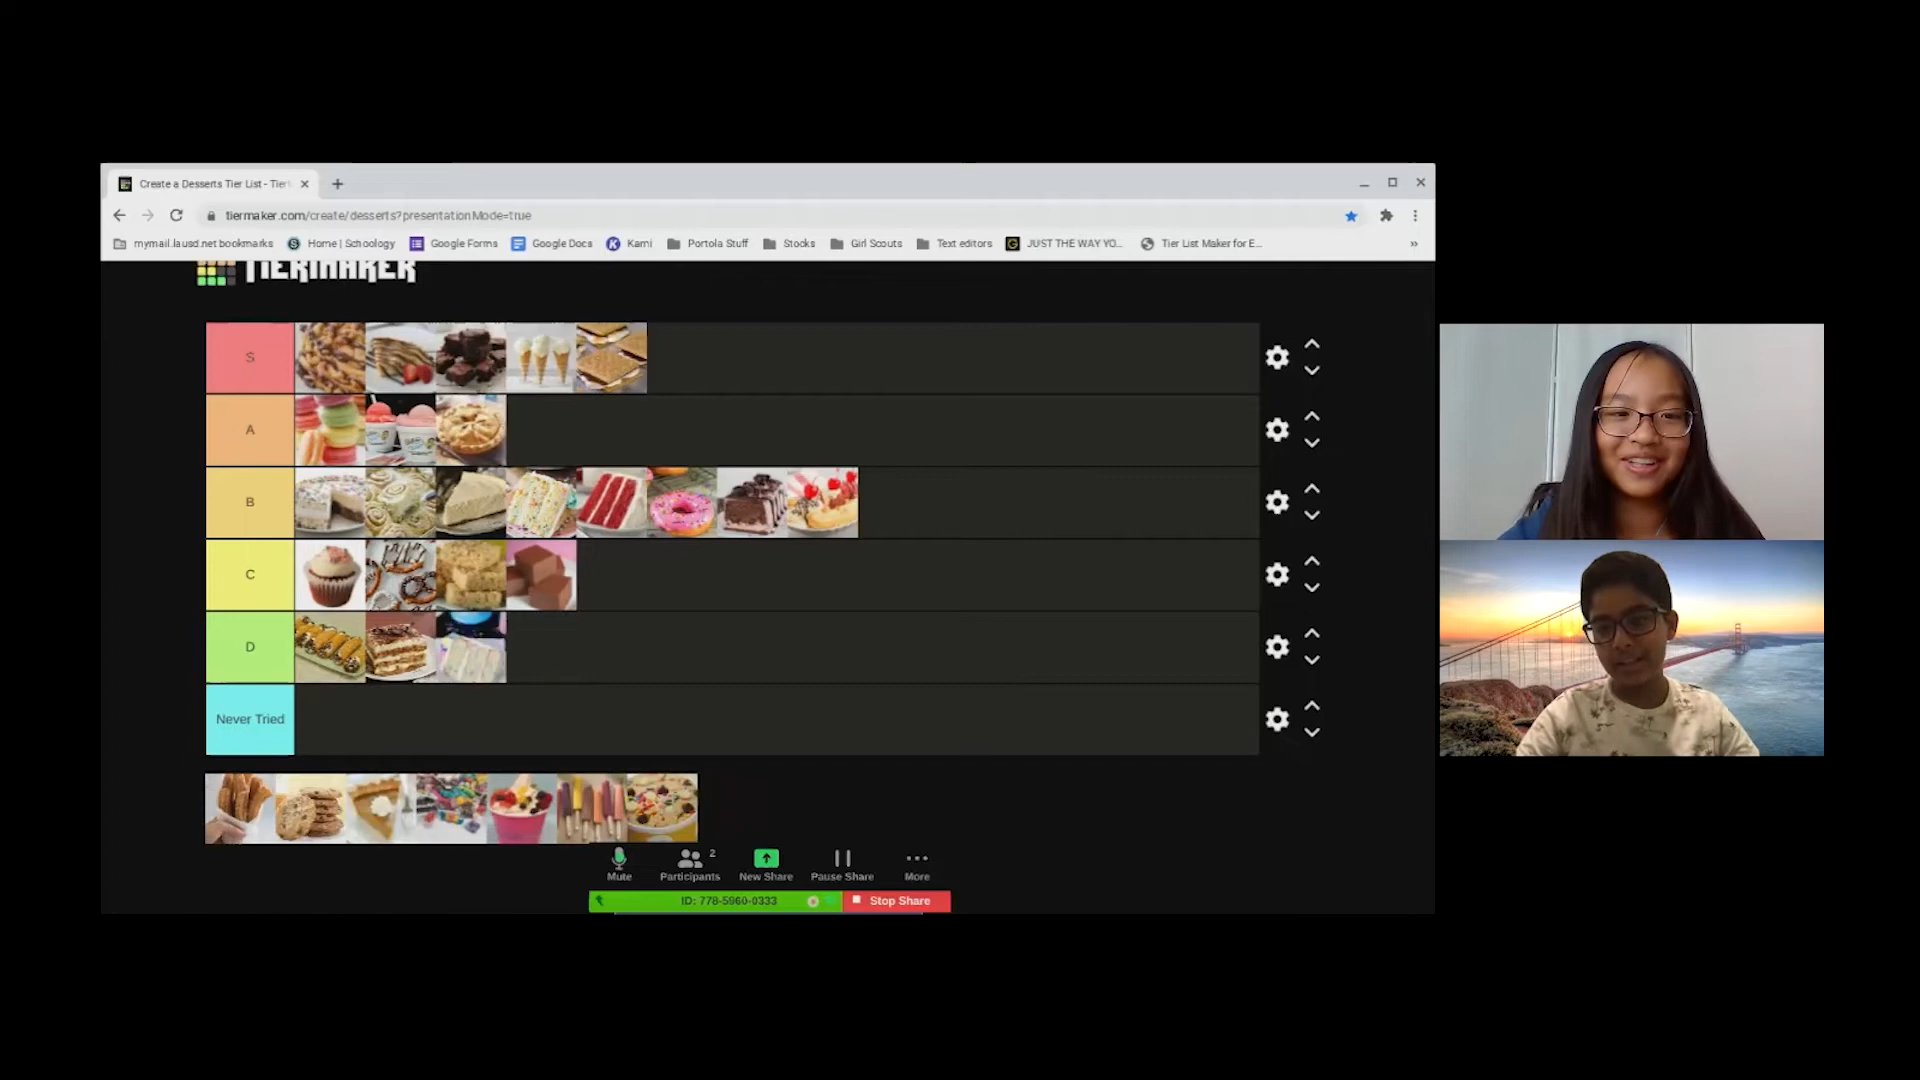 Create a Desserts Tier List - Tier
tiermaker.com/create/desserts?presentationMode=true
mymail.lausd.net bookmarks Home | Schoology Google Forms Google Docs Kami Portola Stuff Stocks Girl Scouts Text editors JUST THE WAY YO... Tier List Maker for E... »
TIERMAKER
S
A
B
C
D
Never Tried
Mute Participants 2 New Share Pause Share More
ID: 778-5960-0333 Stop Share